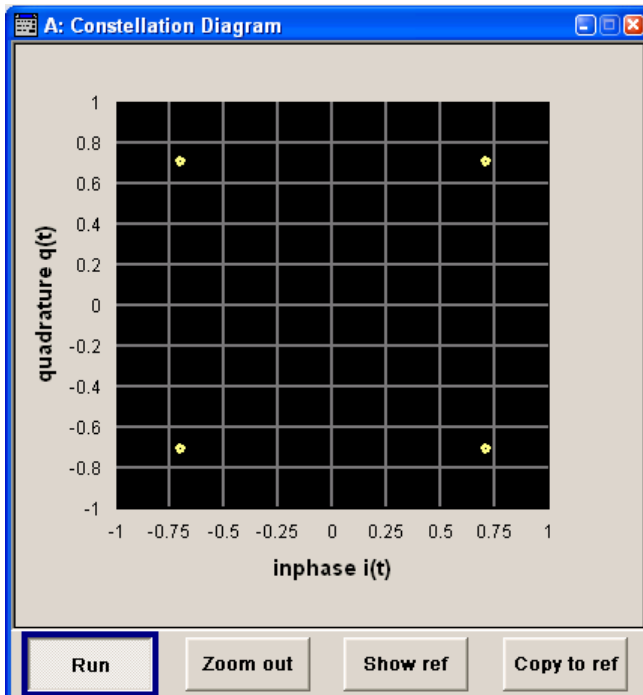 A: Constellation Diagram
1
0.8
0.6
0.4
0.2
0
-0.2
-0.4
-0.6
-0.8
-1
quadrature q(t)
-1 -0.75 -0.5 -0.25 0 0.25 0.5 0.75 1
inphase i(t)
Run Zoom out Show ref Copy to ref